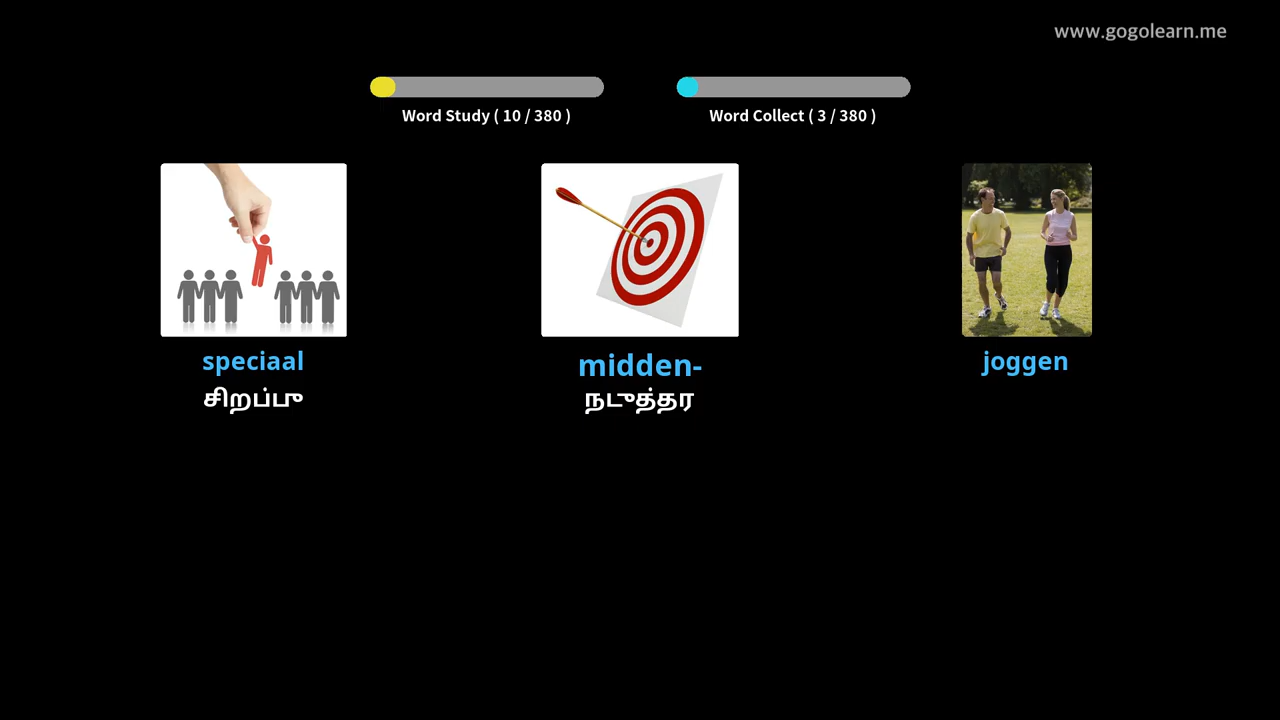 www.gogolearn.me
Word Study ( 10 / 380 )
Word Collect ( 3 / 380 )
speciaal
midden-
joggen
சிறப்பு
நடுத்தர